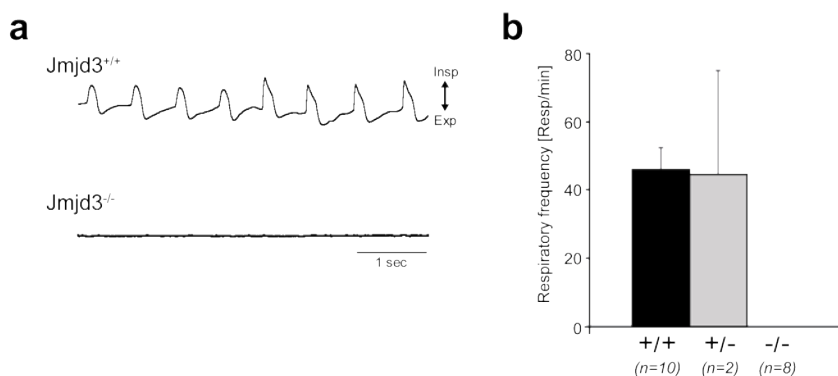 a
Jmjd3+/+
Insp
Exp
Jmjd3-/-
1 sec
b
Respiratory frequency [Resp/min]
80
60
40
20
0
+/+ +/- -/-
(n=10) (n=2) (n=8)